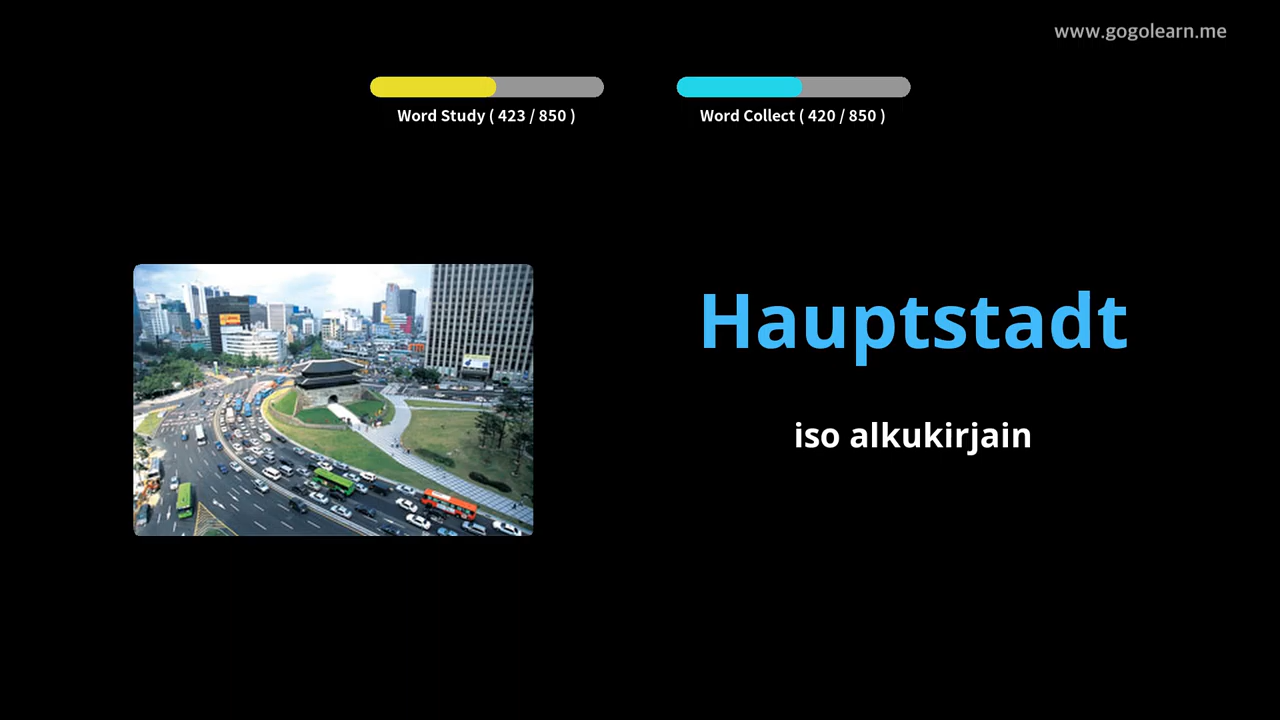 www.gogolearn.me
Word Study ( 423 / 850 )
Word Collect ( 420 / 850 )
Hauptstadt
iso alkukirjain